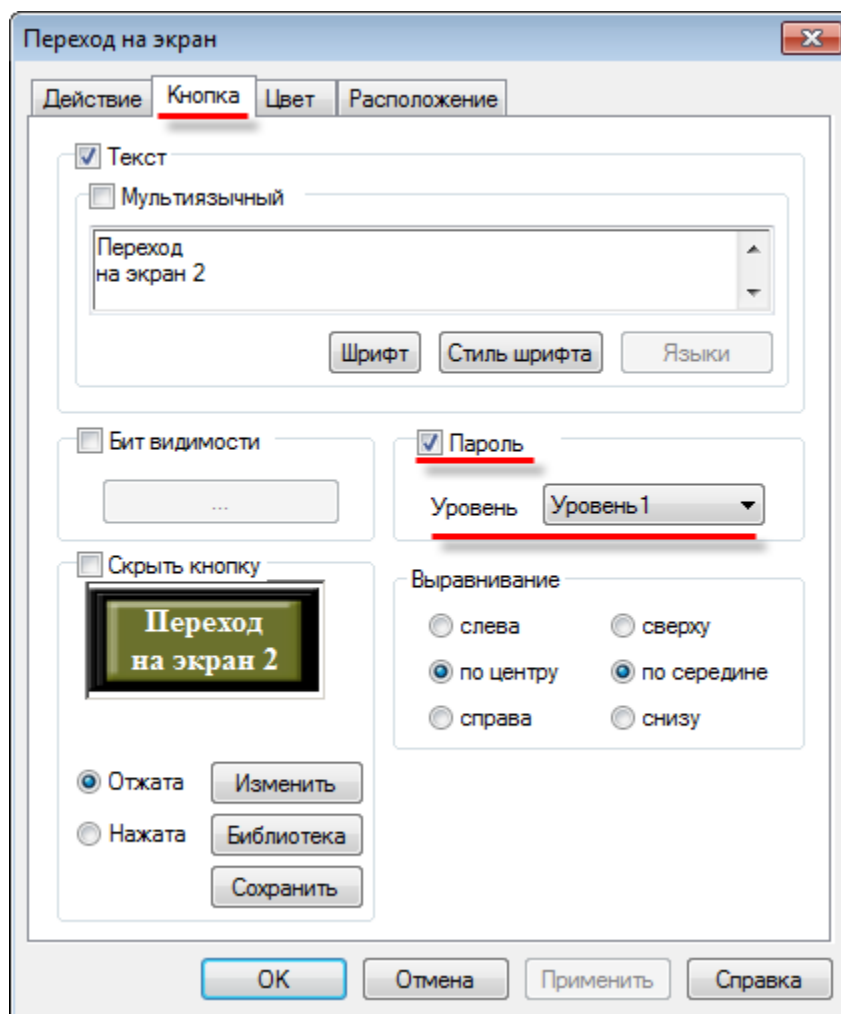 Переход на экран
Действие Кнопка Цвет Расположение
Текст
Мультиязычный
Переход
на экран 2
Шрифт Стиль шрифта Языки
Бит видимости Пароль
...
Уровень Уровень1
Скрыть кнопку
Переход
на экран 2
Выравнивание
слева сверху
по центру по середине
справа снизу
Отжата Изменить
Нажата Библиотека
Сохранить
OK Отмена Применить Справка